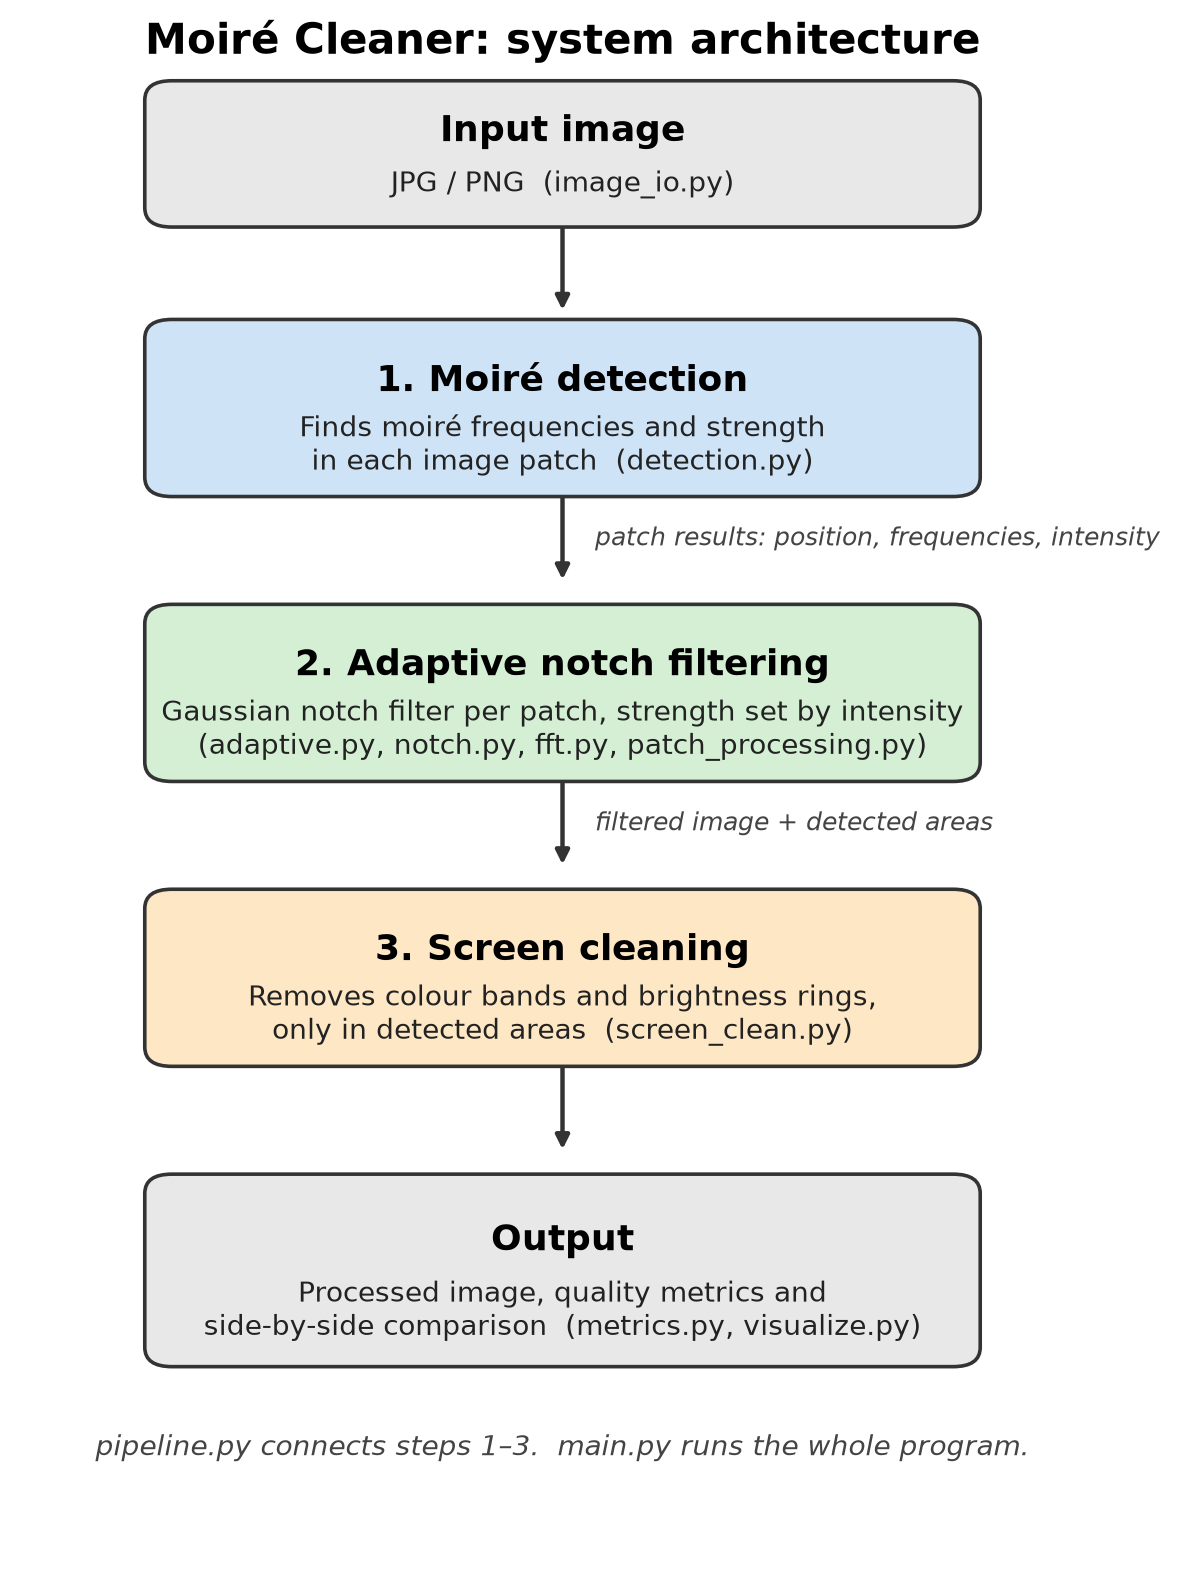 Moiré Cleaner: system architecture
Input image
JPG / PNG  (image_io.py)
1. Moiré detection
Finds moiré frequencies and strength
in each image patch  (detection.py)
patch results: position, frequencies, intensity
2. Adaptive notch filtering
Gaussian notch filter per patch, strength set by intensity
(adaptive.py, notch.py, fft.py, patch_processing.py)
filtered image + detected areas
3. Screen cleaning
Removes colour bands and brightness rings,
only in detected areas  (screen_clean.py)
Output
Processed image, quality metrics and
side-by-side comparison  (metrics.py, visualize.py)
pipeline.py connects steps 1–3.  main.py runs the whole program.